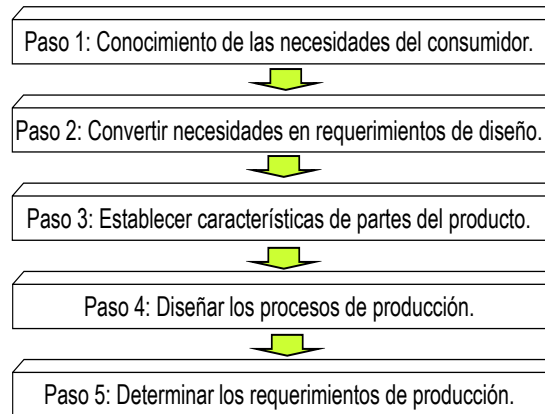 Paso 1: Conocimiento de las necesidades del consumidor.
Paso 2: Convertir necesidades en requerimientos de diseño.
Paso 3: Establecer características de partes del producto.
Paso 4: Diseñar los procesos de producción.
Paso 5: Determinar los requerimientos de producción.